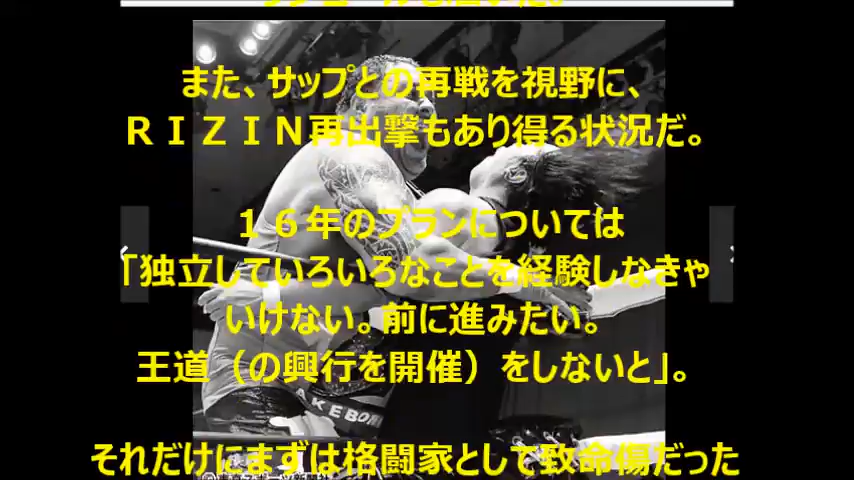 また、サップとの再戦を視野に、
ＲＩＺＩＮ再出撃もあり得る状況だ。
１６年のプランについては
「独立していろいろなことを経験しなきゃ
いけない。前に進みたい。
王道（の興行を開催）をしないと」。
AKEBON
それだけにまずは格闘家として致命傷だった